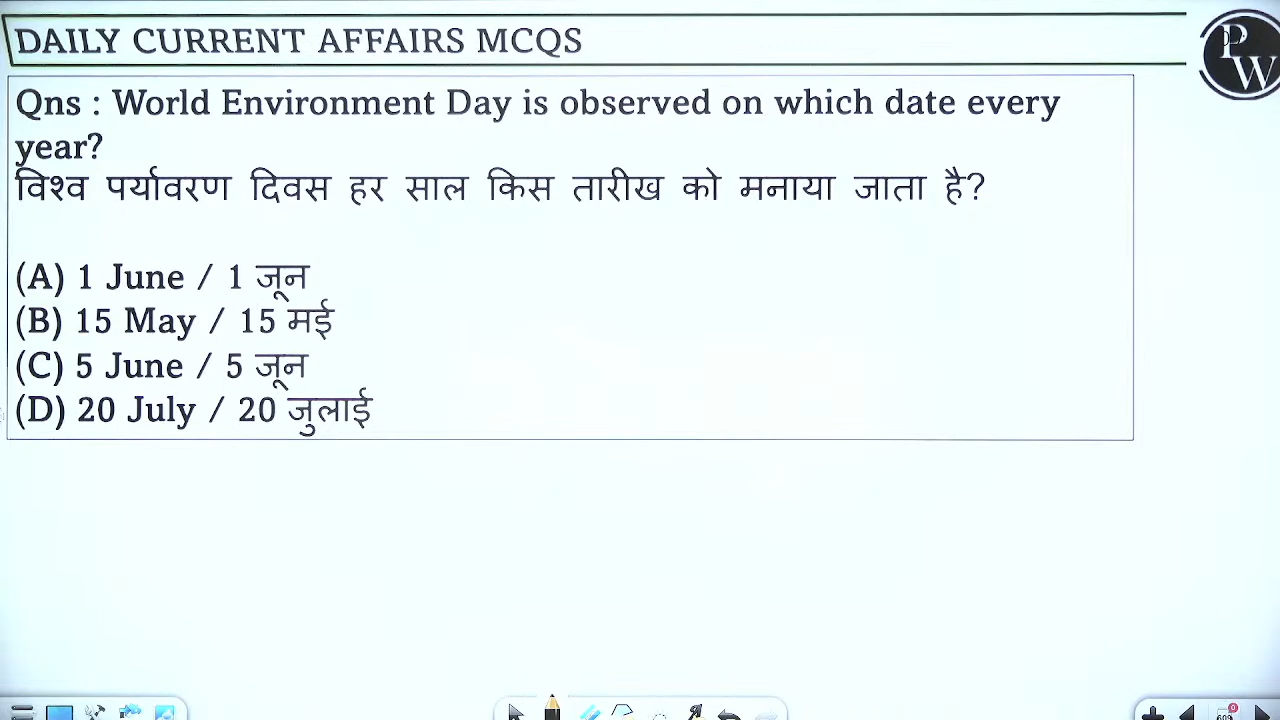 DAILY CURRENT AFFAIRS MCQS
PW
Qns : World Environment Day is observed on which date every
year?
विश्व पर्यावरण दिवस हर साल किस तारीख को मनाया जाता है?
(A) 1 June / 1 जून
(B) 15 May / 15 मई
(C) 5 June / 5 जून
(D) 20 July / 20 जुलाई